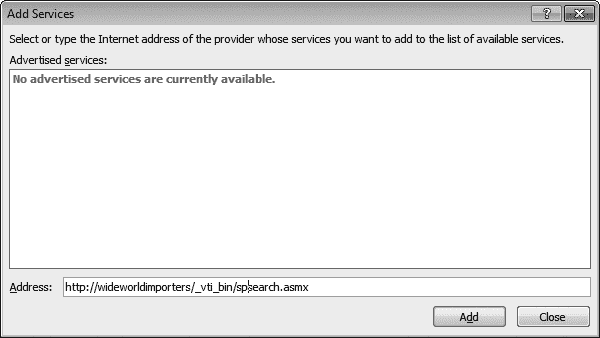 Add Services
Select or type the Internet address of the provider whose services you want to add to the list of available services.
Advertised services:
No advertised services are currently available.
Address: http://wideworldimporters/_vti_bin/spsearch.asmx
Add Close